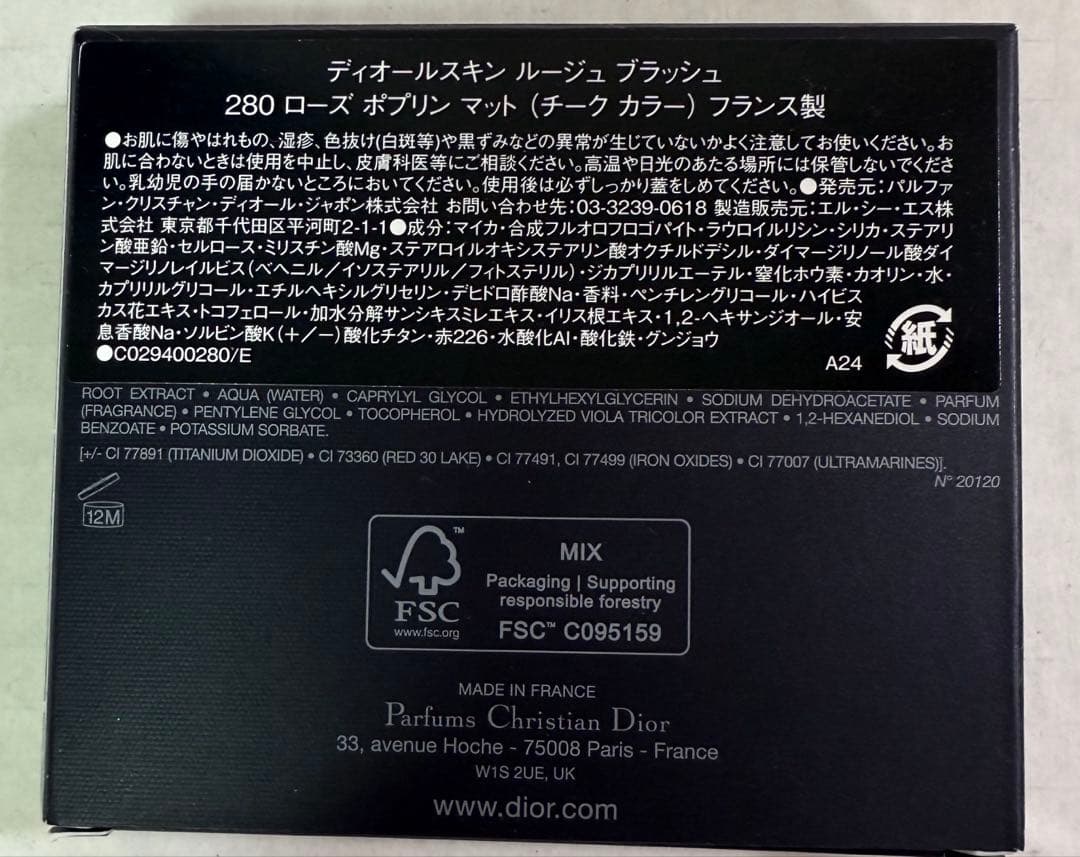 ディオールスキン ルージュ ブラッシュ
280 ローズ ポプリン マット（チーク カラー）フランス製
●お肌に傷やはれもの、湿疹、色抜け(白斑等)や黒ずみなどの異常が生じていないかよく注意してお使いください。お
肌に合わないときは使用を中止し、皮膚科医等にご相談ください。高温や日光のあたる場所には保管しないでくださ
い。乳幼児の手の届かないところにおいてください。使用後は必ずしっかり蓋をしめてください。●発売元:パルファ
ン・クリスチャン・ディオール・ジャポン株式会社 お問い合わせ先:03-3239-0618 製造販売元:エル・シー・エス株
式会社 東京都千代田区平河町2-1-1●成分:マイカ・合成フルオロフロゴパイト・ラウロイルリシン・シリカ・ステアリ
ン酸亜鉛・セルロース・ミリスチン酸Mg・ステアロイルオキシステアリン酸オクチルドデシル・ダイマージリノール酸ダイ
マージリノレイルビス（ベヘニル／イソステアリル／フィトステリル）・ジカプリリルエーテル・窒化ホウ素・カオリン・水・
カプリリルグリコール・エチルヘキシルグリセリン・デヒドロ酢酸Na・香料・ペンチレングリコール・ハイビス
カス花エキス・トコフェロール・加水分解サンシキスミレエキス・イリス根エキス・1,2-ヘキサンジオール・安
息香酸Na・ソルビン酸K（＋／－）酸化チタン・赤226・水酸化Al・酸化鉄・グンジョウ
●C029400280/E
A24
紙
ROOT EXTRACT • AQUA (WATER) • CAPRYLYL GLYCOL • ETHYLHEXYLGLYCERIN • SODIUM DEHYDROACETATE • PARFUM
(FRAGRANCE) • PENTYLENE GLYCOL • TOCOPHEROL • HYDROLYZED VIOLA TRICOLOR EXTRACT • 1,2-HEXANEDIOL • SODIUM
BENZOATE • POTASSIUM SORBATE.
[+/- CI 77891 (TITANIUM DIOXIDE) • CI 73360 (RED 30 LAKE) • CI 77491, CI 77499 (IRON OXIDES) • CI 77007 (ULTRAMARINES)].
N° 20120
12M
FSC™
www.fsc.org
MIX
Packaging | Supporting
responsible forestry
FSC™ C095159
MADE IN FRANCE
Parfums Christian Dior
33, avenue Hoche - 75008 Paris - France
W1S 2UE, UK
www.dior.com